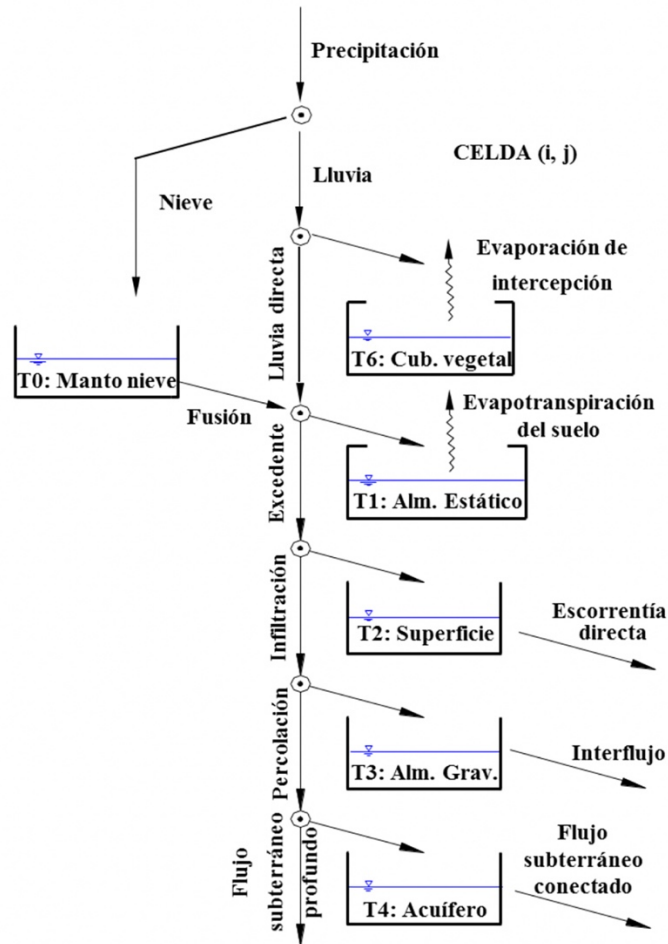 Precipitación
CELDA (i, j)
Lluvia
Nieve
Evaporación de
intercepción
Lluvia directa
T6: Cub. vegetal
T0: Manto nieve
Fusión
Evapotranspiración
del suelo
Excedente
T1: Alm. Estático
Infiltración
Escorrentía
directa
T2: Superficie
Percolación
Interflujo
T3: Alm. Grav.
Flujo
subterráneo
profundo
Flujo
subterráneo
conectado
T4: Acuífero